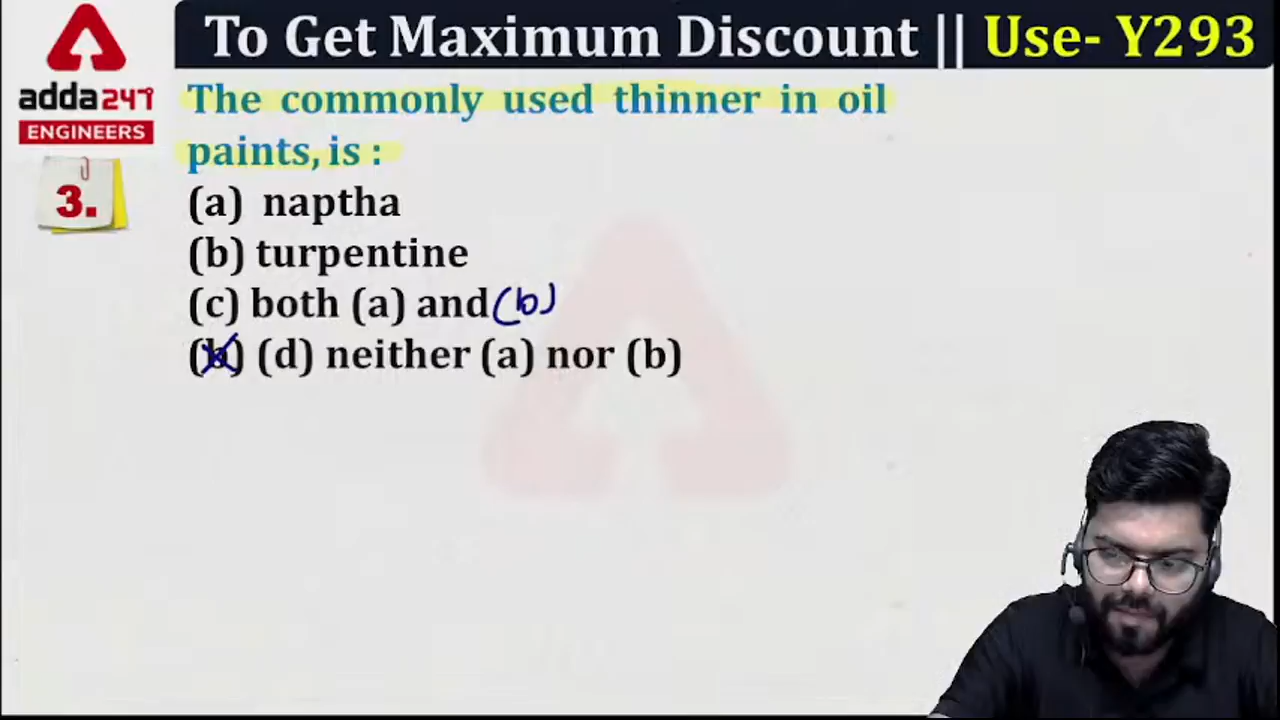 To Get Maximum Discount || Use- Y293
adda247
ENGINEERS
3.
The commonly used thinner in oil
paints, is :
(a) naptha
(b) turpentine
(c) both (a) and (b)
(b) (d) neither (a) nor (b)